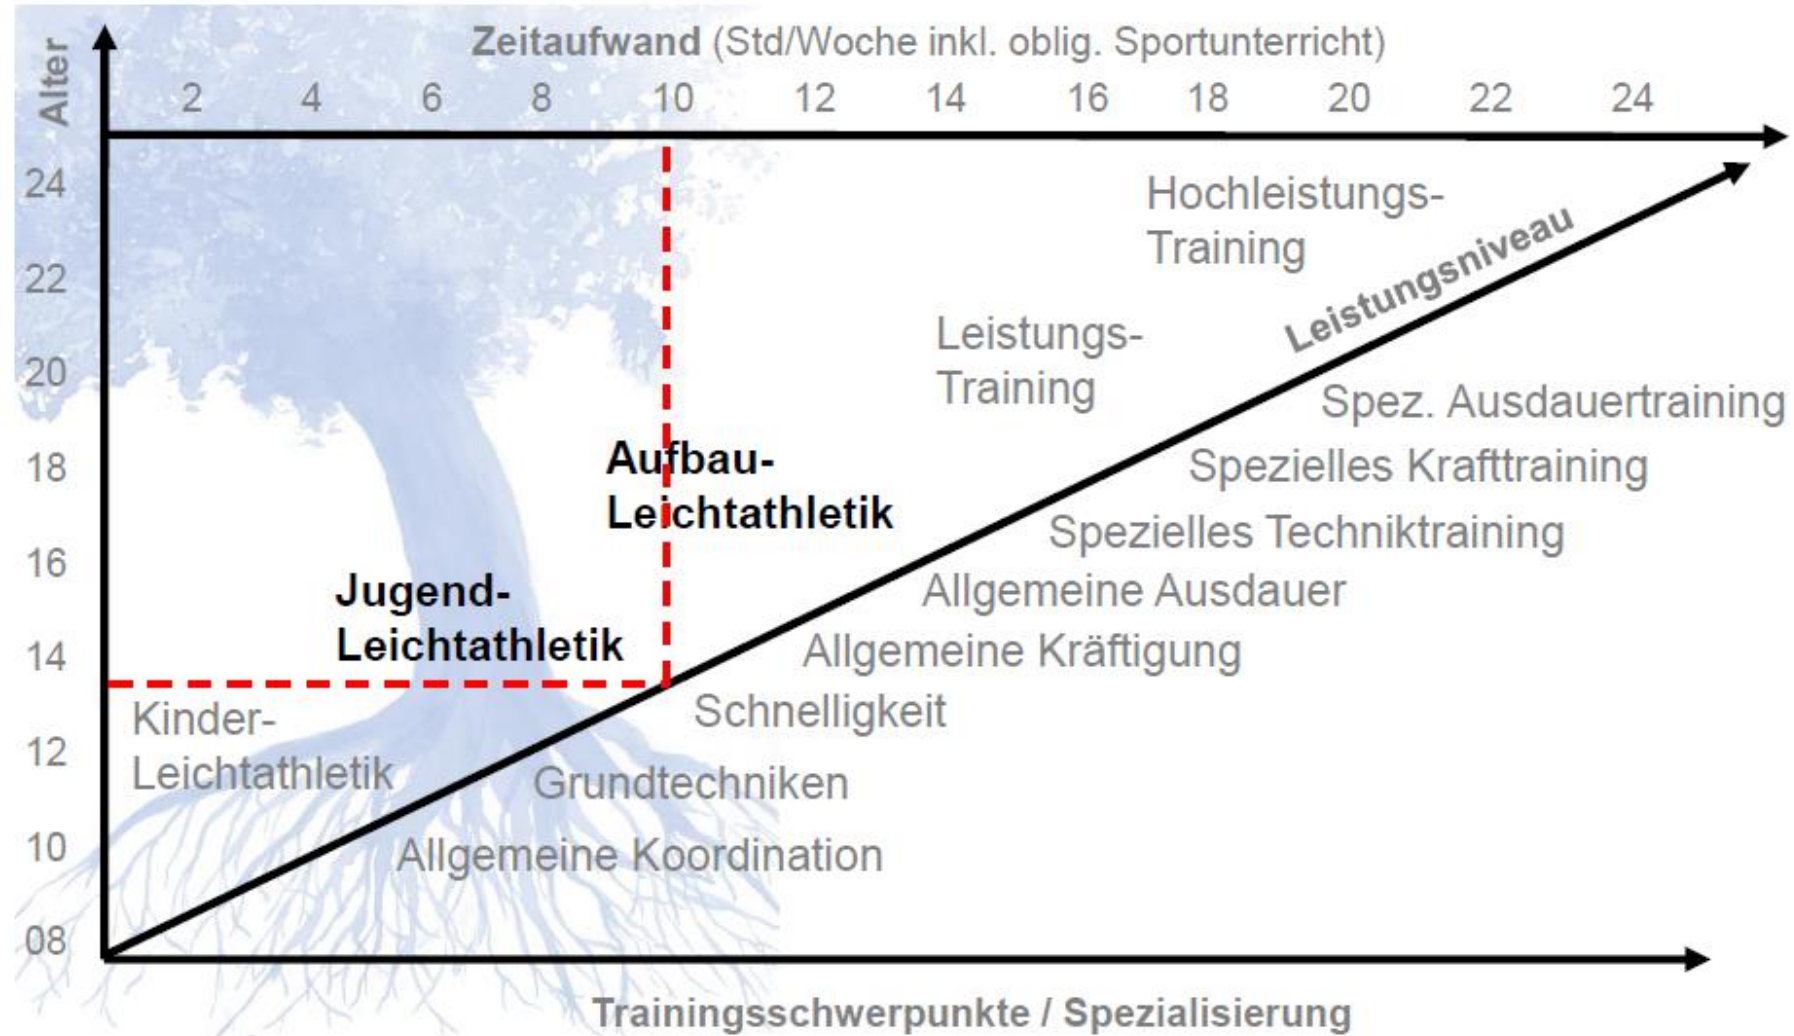 Zeitaufwand (Std/Woche inkl. oblig. Sportunterricht)
Alter
2 4 6 8 10 12 14 16 18 20 22 24
24
22
20
18
16
14
12
10
08
Hochleistungs-
Training
Leistungsniveau
Leistungs-
Training
Aufbau-
Leichtathletik
Jugend-
Leichtathletik
Kinder-
Leichtathletik
Spez. Ausdauertraining
Spezielles Krafttraining
Spezielles Techniktraining
Allgemeine Ausdauer
Allgemeine Kräftigung
Schnelligkeit
Grundtechniken
Allgemeine Koordination
Trainingsschwerpunkte / Spezialisierung